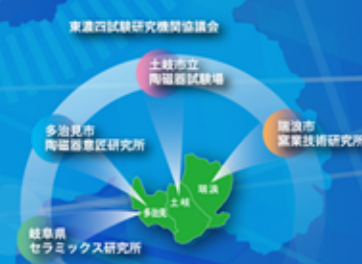 東濃四試験研究機関協議会
土岐市立
陶磁器試験場
多治見市
陶磁器意匠研究所
瑞浪市
窯業技術研究所
瑞浪
土岐
多治見
岐阜県
セラミックス研究所